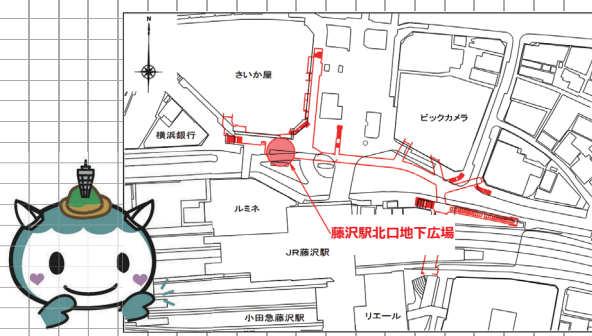 N
さいか屋
横浜銀行
ビックカメラ
ルミネ
藤沢駅北口地下広場
JR藤沢駅
小田急藤沢駅
リエール